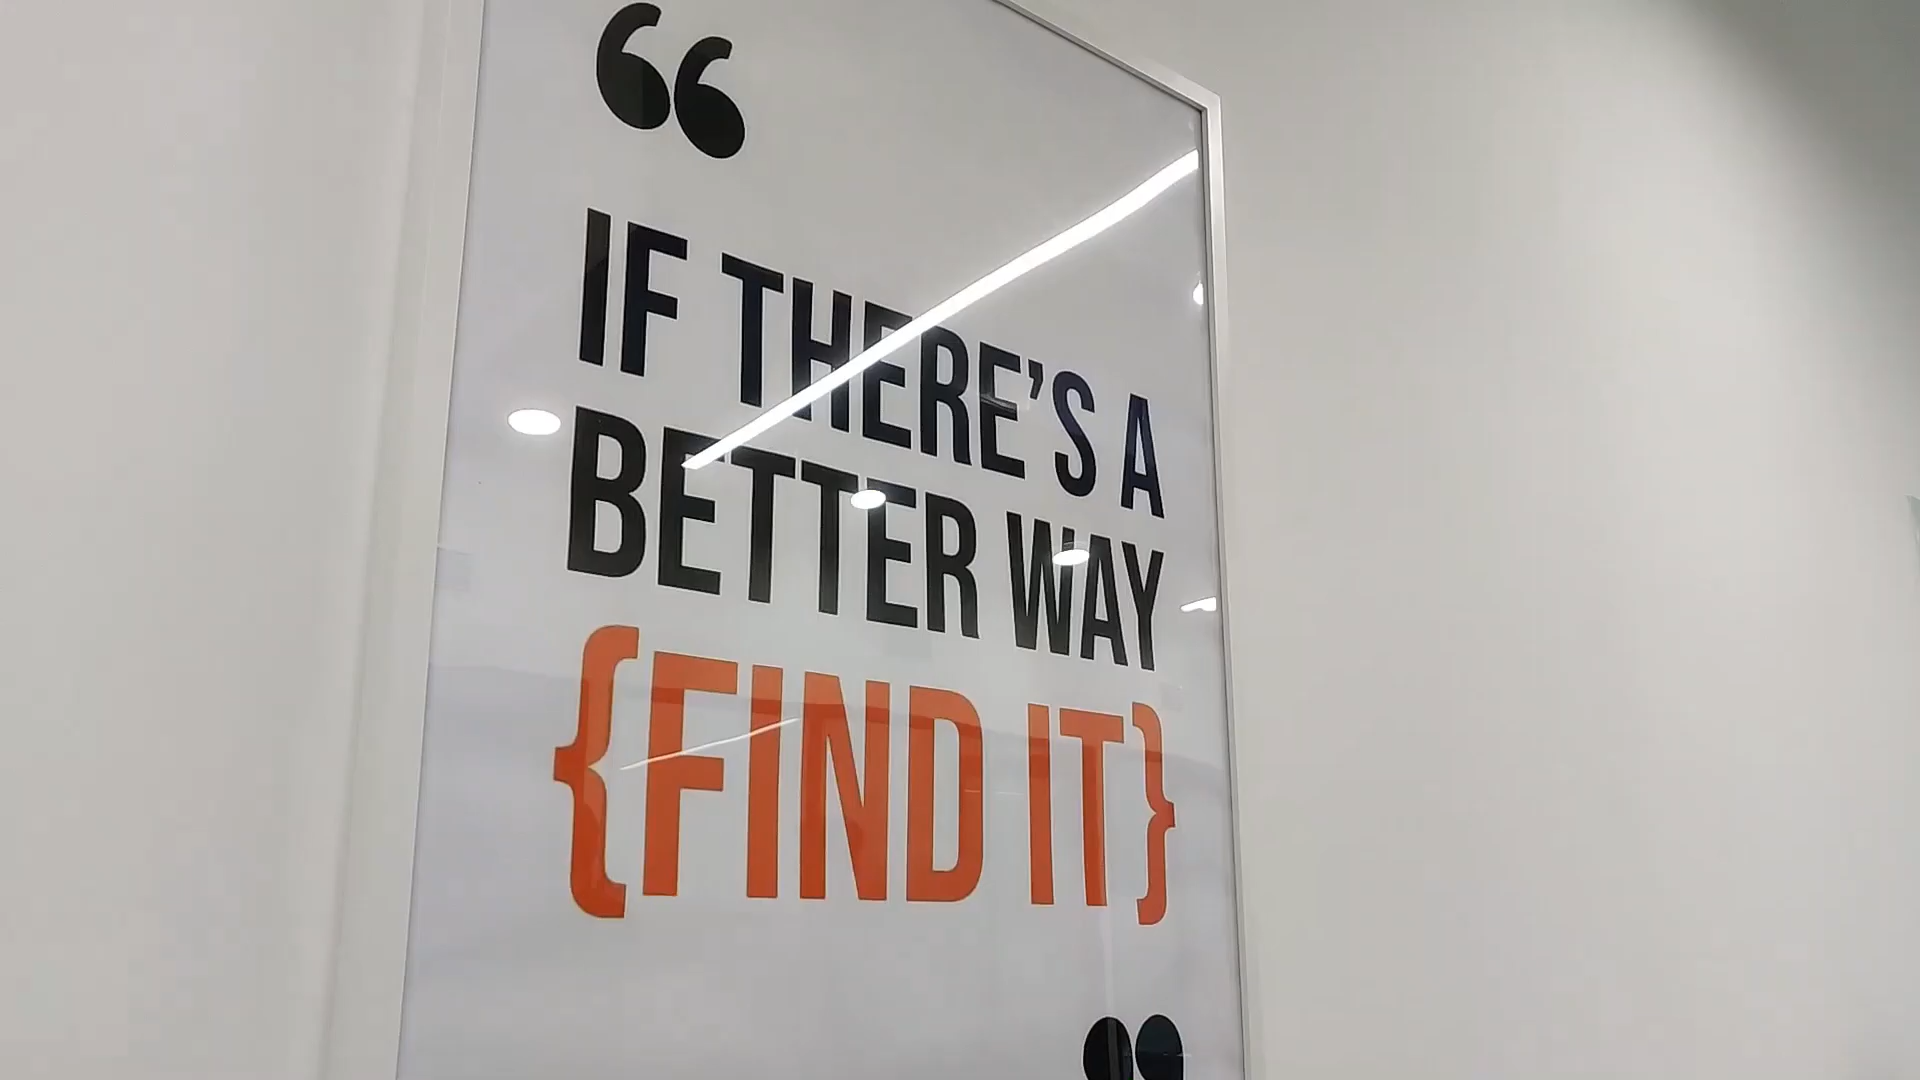 “
IF THERE’S A
BETTER WAY
{FIND IT}
”